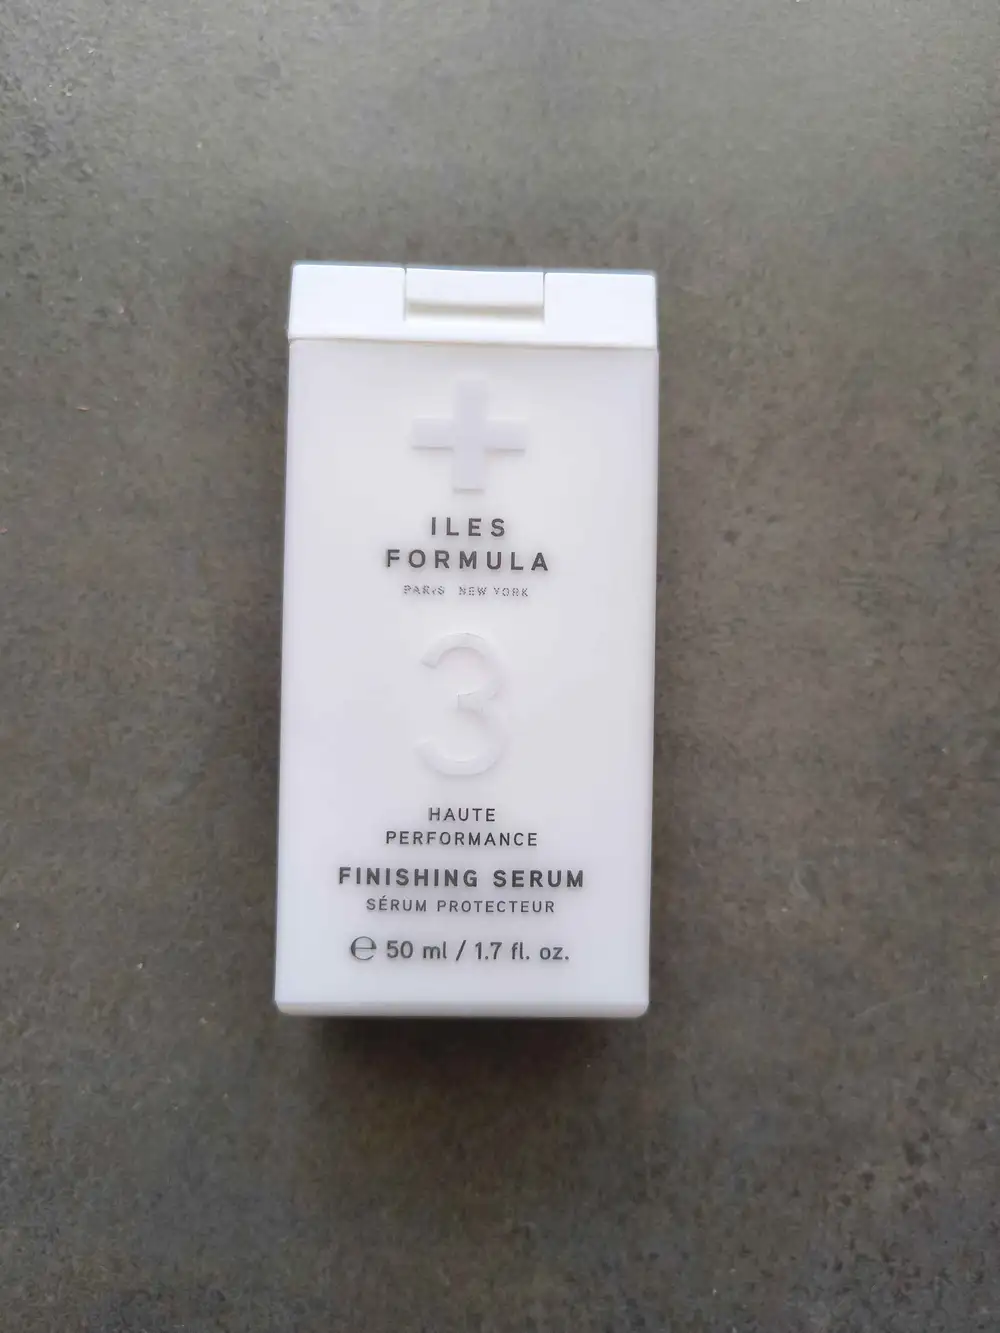 ILES
FORMULA
PARIS NEW YORK
3
HAUTE
PERFORMANCE
FINISHING SERUM
SÉRUM PROTECTEUR
℮ 50 ml / 1.7 fl. oz.